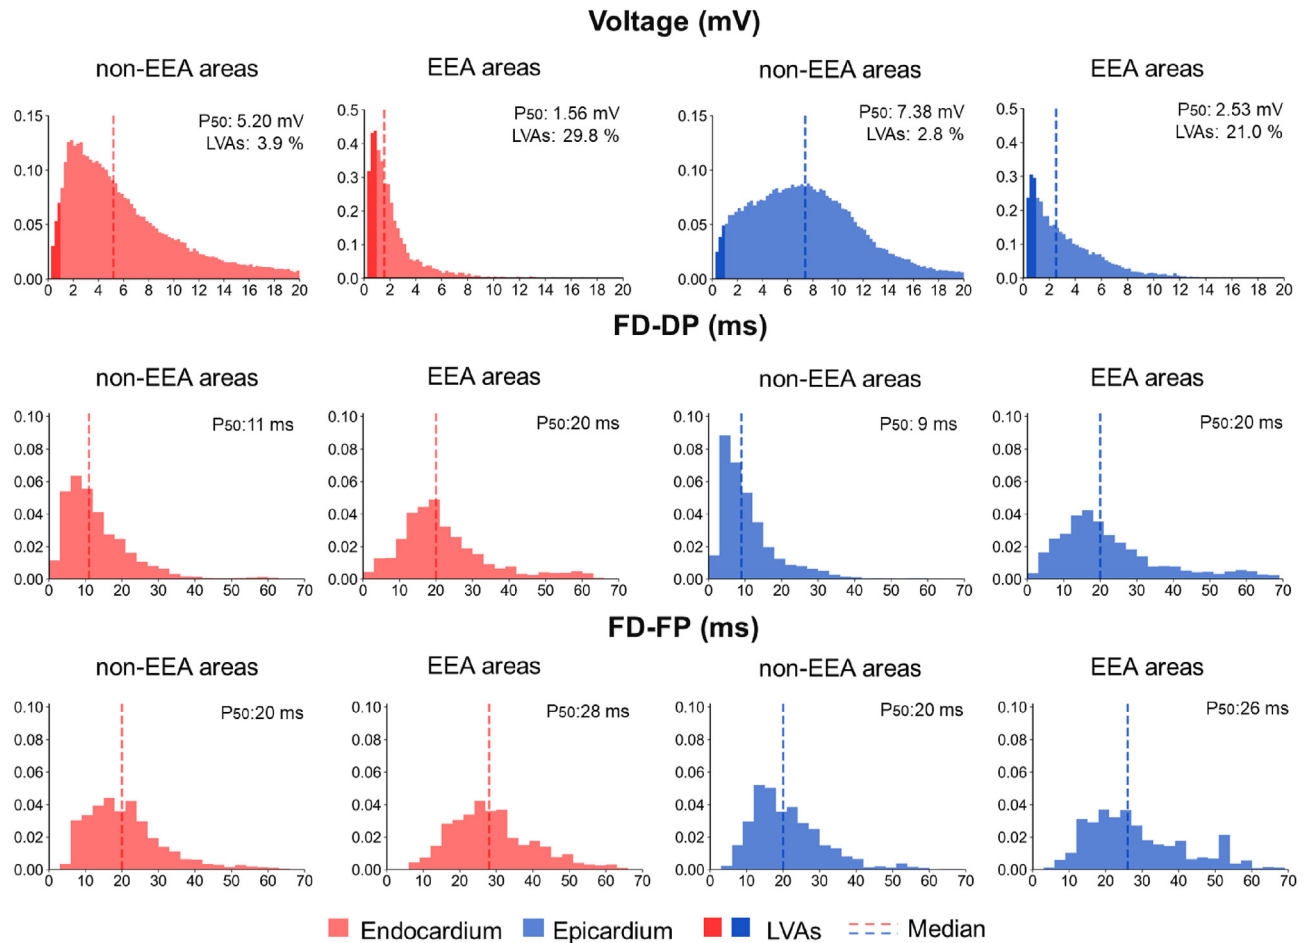 Voltage (mV)
non-EEA areas
EEA areas
non-EEA areas
EEA areas
P50: 5.20 mV
LVAs: 3.9 %
P50: 1.56 mV
LVAs: 29.8 %
P50: 7.38 mV
LVAs: 2.8 %
P50: 2.53 mV
LVAs: 21.0 %
0.15
0.10
0.05
0.00
0 2 4 6 8 10 12 14 16 18 20
0.5
0.4
0.3
0.2
0.1
0.0
0 2 4 6 8 10 12 14 16 18 20
0.15
0.10
0.05
0.00
0 2 4 6 8 10 12 14 16 18 20
0.5
0.4
0.3
0.2
0.1
0.0
0 2 4 6 8 10 12 14 16 18 20
FD-DP (ms)
non-EEA areas
EEA areas
non-EEA areas
EEA areas
P50:11 ms
P50:20 ms
P50: 9 ms
P50:20 ms
0.10
0.08
0.06
0.04
0.02
0.00
0 10 20 30 40 50 60 70
0.10
0.08
0.06
0.04
0.02
0.00
0 10 20 30 40 50 60 70
0.10
0.08
0.06
0.04
0.02
0.00
0 10 20 30 40 50 60 70
0.10
0.08
0.06
0.04
0.02
0.00
0 10 20 30 40 50 60 70
FD-FP (ms)
non-EEA areas
EEA areas
non-EEA areas
EEA areas
P50:20 ms
P50:28 ms
P50:20 ms
P50:26 ms
0.10
0.08
0.06
0.04
0.02
0.00
0 10 20 30 40 50 60 70
0.10
0.08
0.06
0.04
0.02
0.00
0 10 20 30 40 50 60 70
0.10
0.08
0.06
0.04
0.02
0.00
0 10 20 30 40 50 60 70
0.10
0.08
0.06
0.04
0.02
0.00
0 10 20 30 40 50 60 70
Endocardium Epicardium LVAs Median